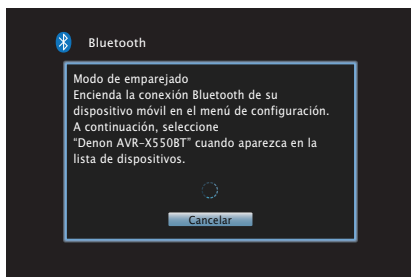 Bluetooth
Modo de emparejado
Encienda la conexión Bluetooth de su
dispositivo móvil en el menú de configuración.
A continuación, seleccione
“Denon AVR-X550BT” cuando aparezca en la
lista de dispositivos.
Cancelar